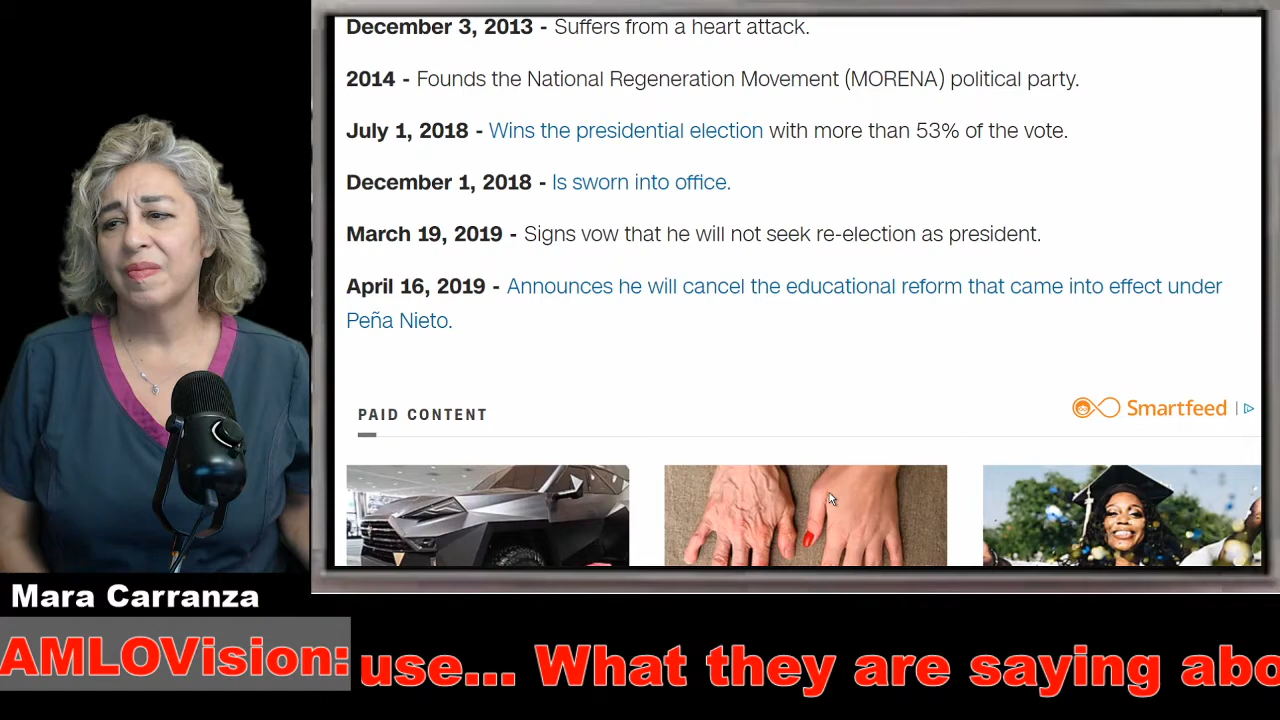 December 3, 2013 - Suffers from a heart attack.
2014 - Founds the National Regeneration Movement (MORENA) political party.
July 1, 2018 - Wins the presidential election with more than 53% of the vote.
December 1, 2018 - Is sworn into office.
March 19, 2019 - Signs vow that he will not seek re-election as president.
April 16, 2019 - Announces he will cancel the educational reform that came into effect under
Peña Nieto.
PAID CONTENT
Smartfeed
Mara Carranza
AMLOVision: use... What they are saying abo